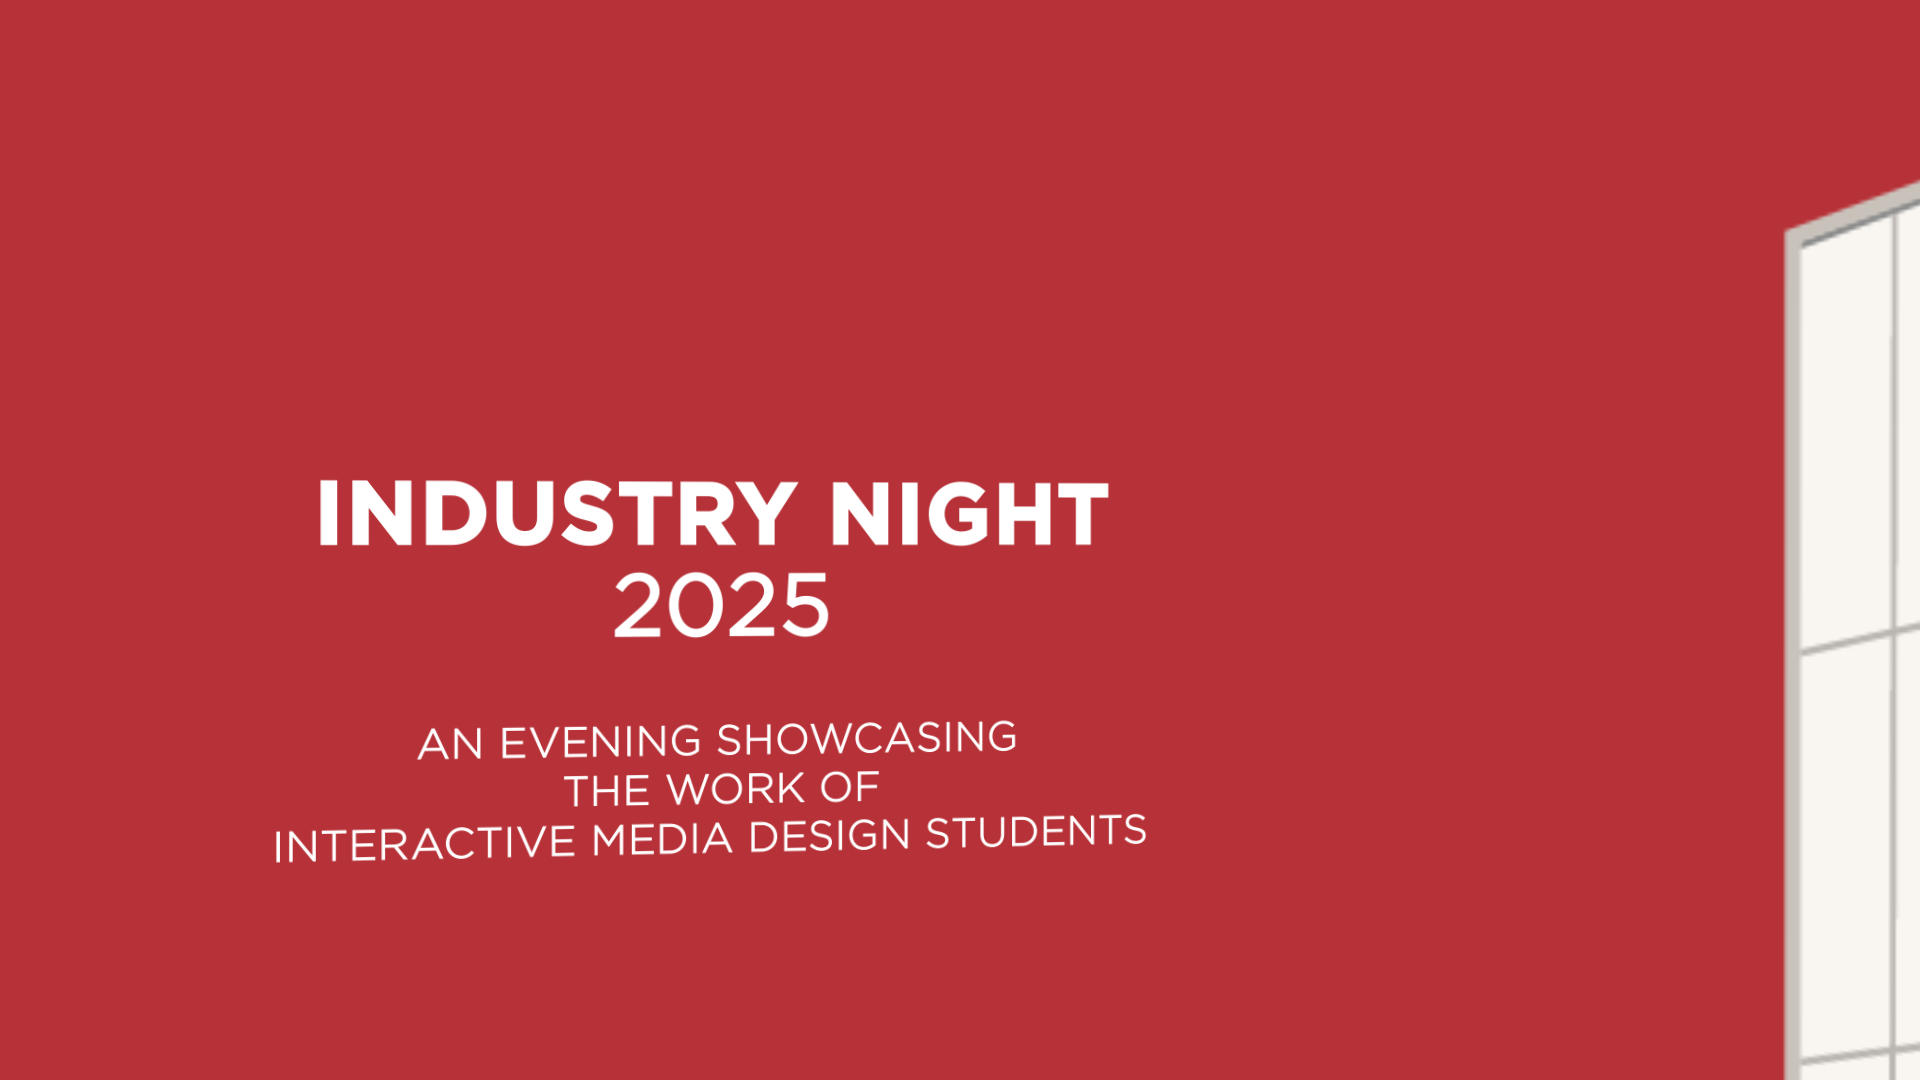 INDUSTRY NIGHT
2025
AN EVENING SHOWCASING
THE WORK OF
INTERACTIVE MEDIA DESIGN STUDENTS